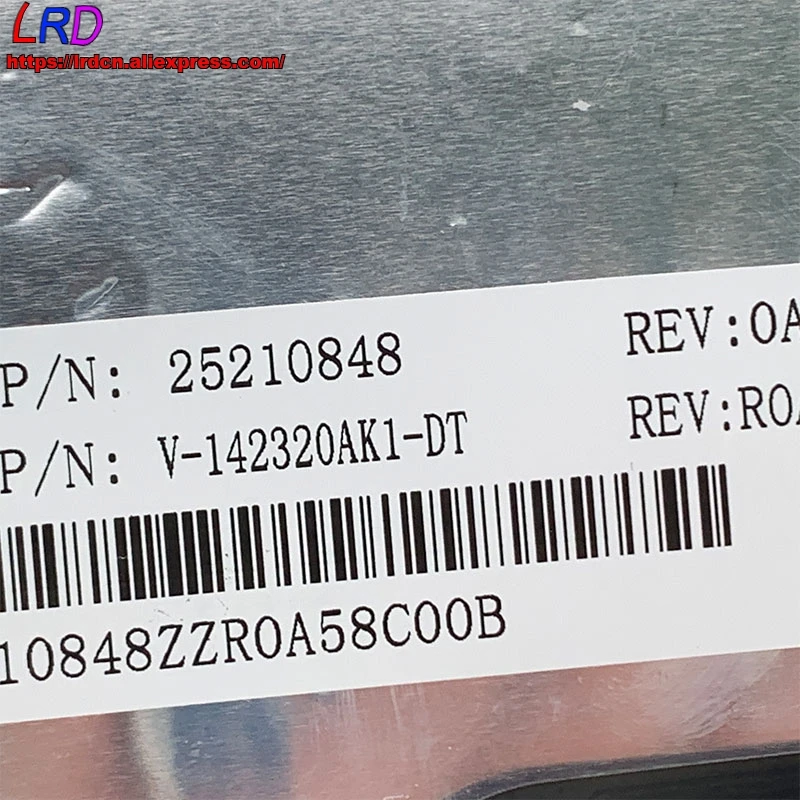 LRD
https://lrdcn.aliexpress.com/
P/N: 25210848 REV:0A
P/N: V-142320AK1-DT REV:R0A
10848ZZR0A58C00B